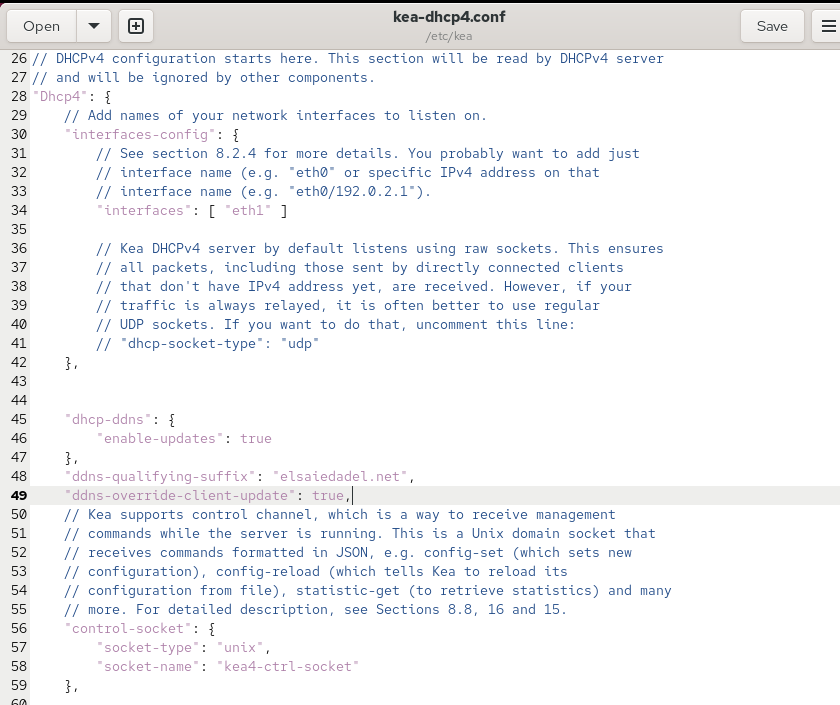 Open
kea-dhcp4.conf
/etc/kea
Save
26 // DHCPv4 configuration starts here. This section will be read by DHCPv4 server
27 // and will be ignored by other components.
28 "Dhcp4": {
29     // Add names of your network interfaces to listen on.
30     "interfaces-config": {
31         // See section 8.2.4 for more details. You probably want to add just
32         // interface name (e.g. "eth0" or specific IPv4 address on that
33         // interface name (e.g. "eth0/192.0.2.1").
34         "interfaces": [ "eth1" ]
35
36         // Kea DHCPv4 server by default listens using raw sockets. This ensures
37         // all packets, including those sent by directly connected clients
38         // that don't have IPv4 address yet, are received. However, if your
39         // traffic is always relayed, it is often better to use regular
40         // UDP sockets. If you want to do that, uncomment this line:
41         // "dhcp-socket-type": "udp"
42     },
43
44
45     "dhcp-ddns": {
46         "enable-updates": true
47     },
48     "ddns-qualifying-suffix": "elsaiedadel.net",
49     "ddns-override-client-update": true,
50     // Kea supports control channel, which is a way to receive management
51     // commands while the server is running. This is a Unix domain socket that
52     // receives commands formatted in JSON, e.g. config-set (which sets new
53     // configuration), config-reload (which tells Kea to reload its
54     // configuration from file), statistic-get (to retrieve statistics) and many
55     // more. For detailed description, see Sections 8.8, 16 and 15.
56     "control-socket": {
57         "socket-type": "unix",
58         "socket-name": "kea4-ctrl-socket"
59     },
60